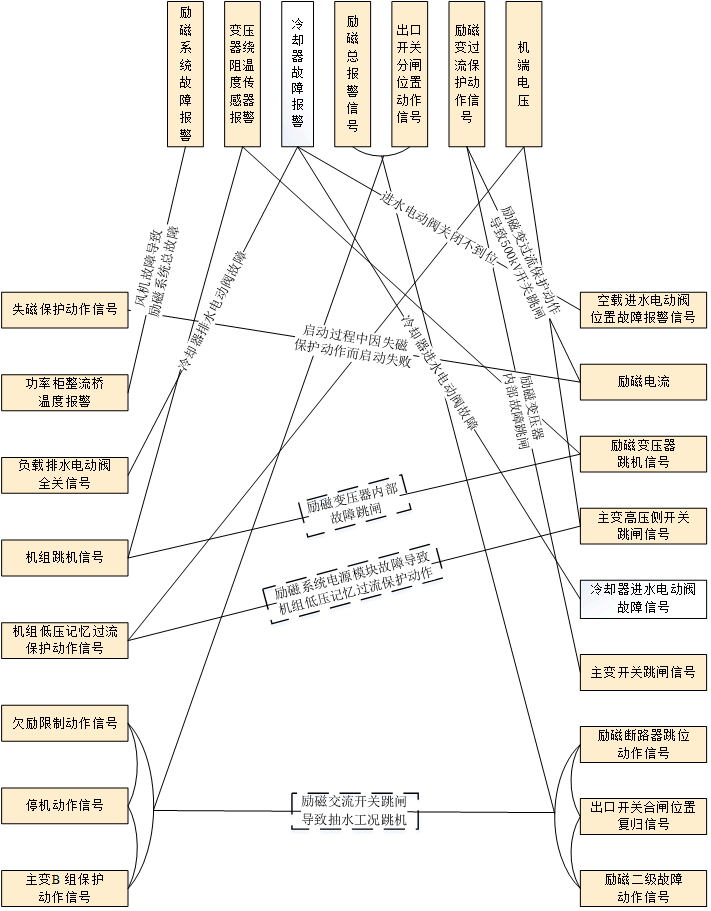 励磁系统故障报警
变压器绕组温度传感器报警
冷却器故障报警
励磁总报警信号
出口开关分闸位置动作信号
励磁变过流保护动作信号
机端电压
进水电动阀关闭不到位
励磁变过流保护动作
导致500kV开关跳闸
风机故障导致
励磁系统总故障
冷却器排水电动阀故障
失磁保护动作信号
启动过程中因失磁
保护动作而启动失败
冷却器进水电动阀故障
空载进水电动阀
位置故障报警信号
功率柜整流桥
温度报警
励磁变压器
内部故障跳闸
励磁电流
负载排水电动阀
全关信号
励磁变压器
跳机信号
励磁变压器内部
故障跳闸
机组跳机信号
主变高压侧开关
跳闸信号
励磁系统电源模块故障导致
机组低压记忆过流保护动作
冷却器进水电动阀
故障信号
机组低压记忆过流
保护动作信号
主变开关跳闸信号
欠励限制动作信号
励磁断路器跳位
动作信号
停机动作信号
励磁交流开关跳闸
导致抽水工况跳机
出口开关合闸位置
复归信号
主变B 组保护
动作信号
励磁二级故障
动作信号